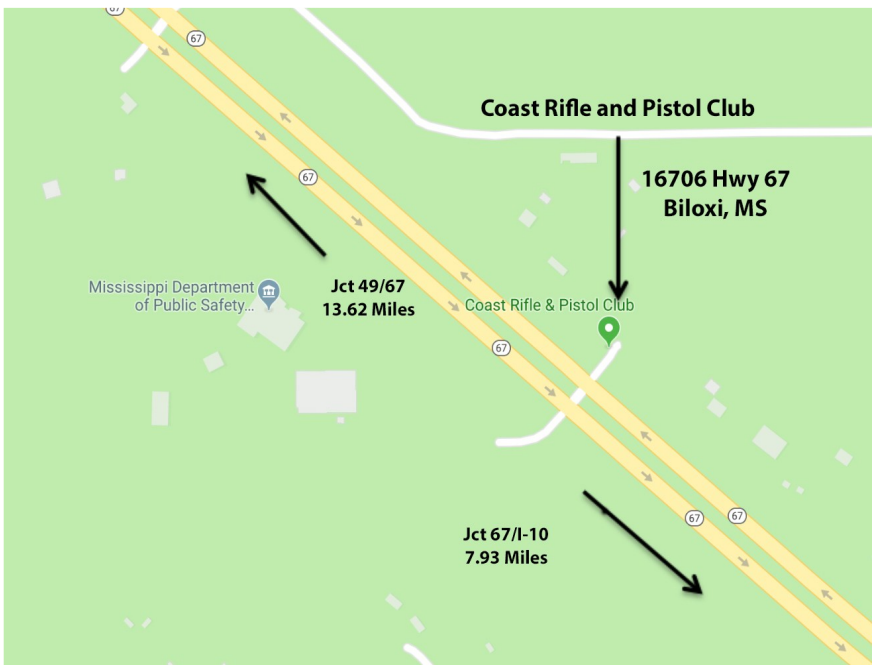 67
67
Coast Rifle and Pistol Club
67
16706 Hwy 67
Biloxi, MS
Mississippi Department
of Public Safety...
Jct 49/67
13.62 Miles
Coast Rifle & Pistol Club
67
Jct 67/I-10
7.93 Miles
67
67